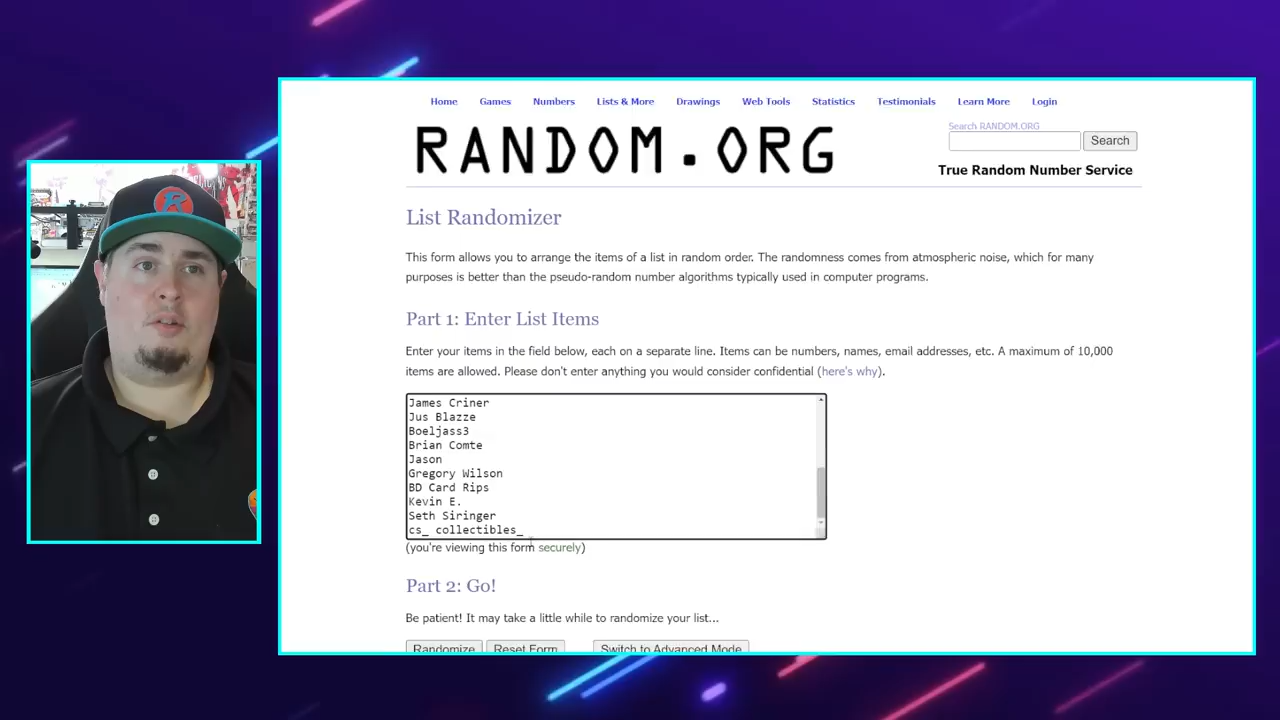 Home Games Numbers Lists & More Drawings Web Tools Statistics Testimonials Learn More Login
Search RANDOM.ORG
RANDOM.ORG
Search
True Random Number Service
List Randomizer
This form allows you to arrange the items of a list in random order. The randomness comes from atmospheric noise, which for many
purposes is better than the pseudo-random number algorithms typically used in computer programs.
Part 1: Enter List Items
Enter your items in the field below, each on a separate line. Items can be numbers, names, email addresses, etc. A maximum of 10,000
items are allowed. Please don't enter anything you would consider confidential (here's why).
James Criner
Jus Blazze
Boeljass3
Brian Comte
Jason
Gregory Wilson
BD Card Rips
Kevin E.
Seth Siringer
cs_ collectibles_
(you're viewing this form securely)
Part 2: Go!
Be patient! It may take a little while to randomize your list...
Randomize Reset Form Switch to Advanced Mode
R